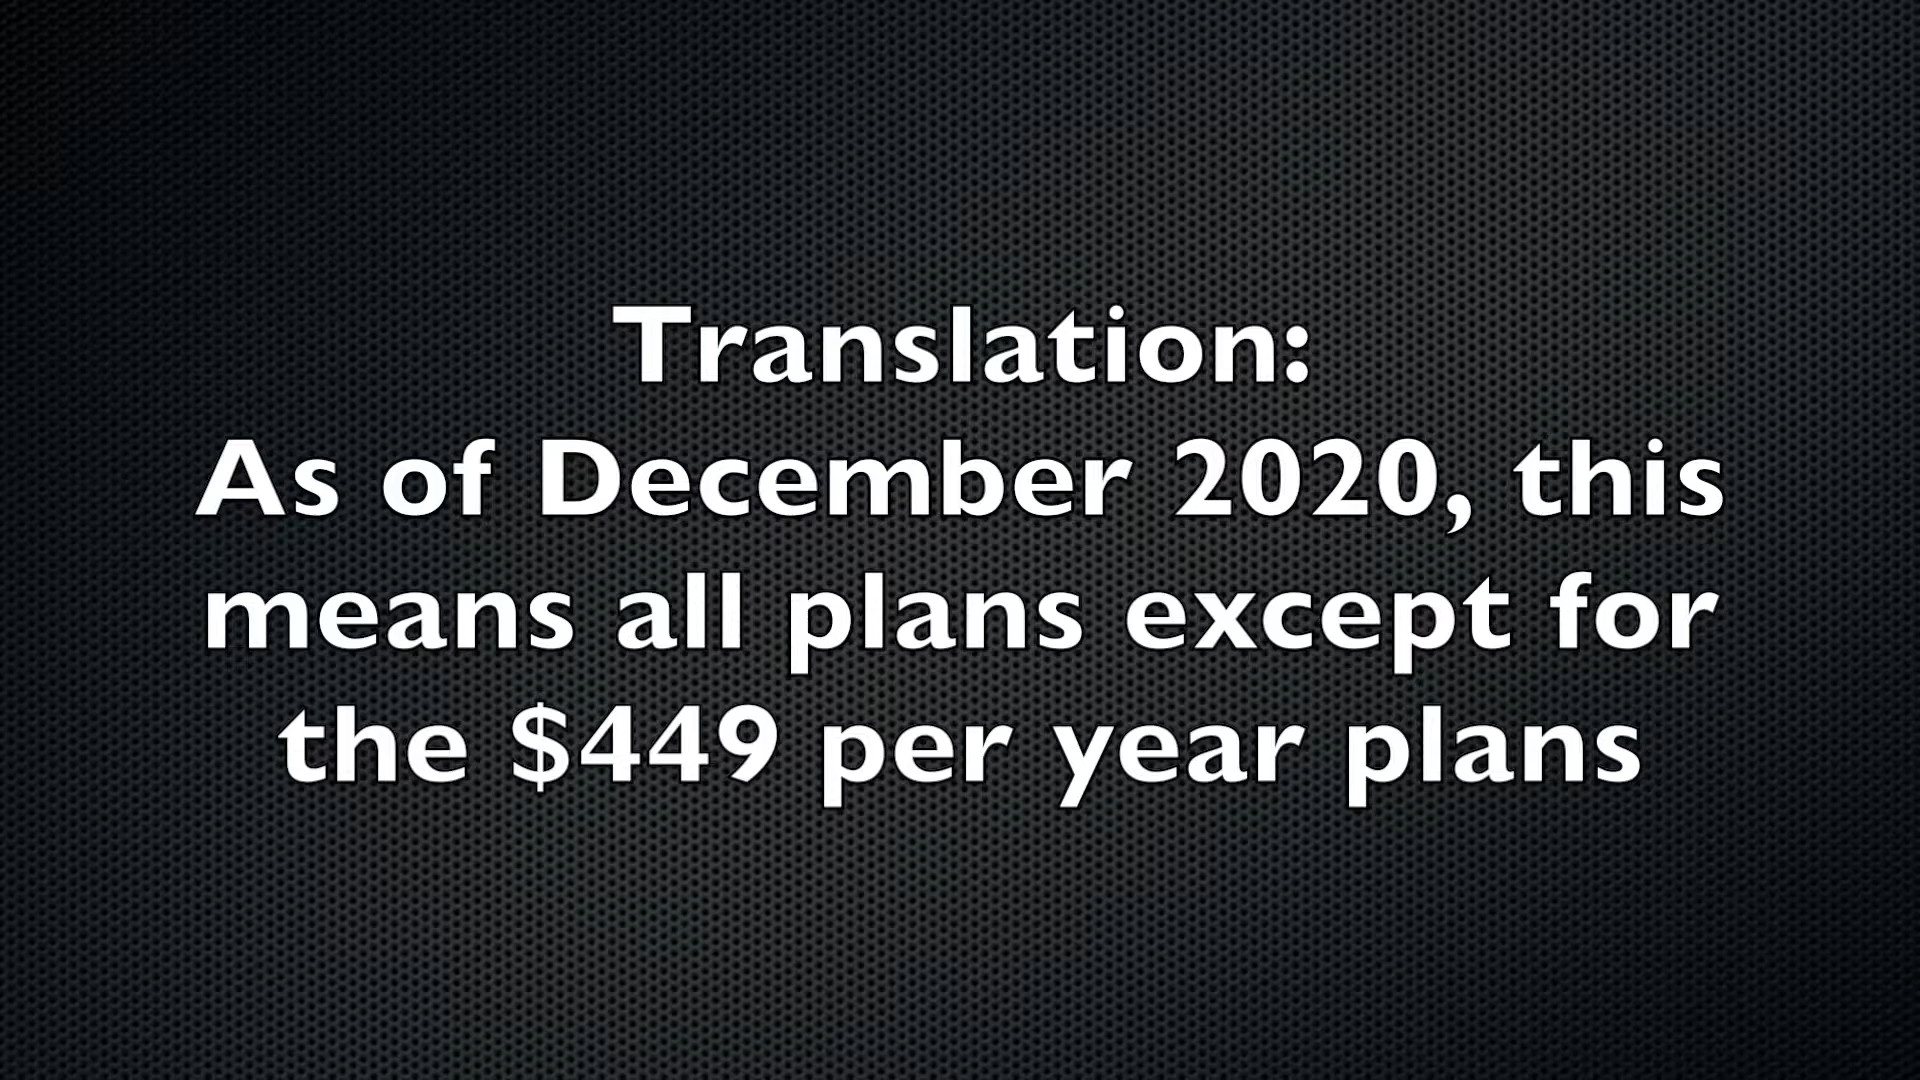 Translation:
As of December 2020, this
means all plans except for
the $449 per year plans